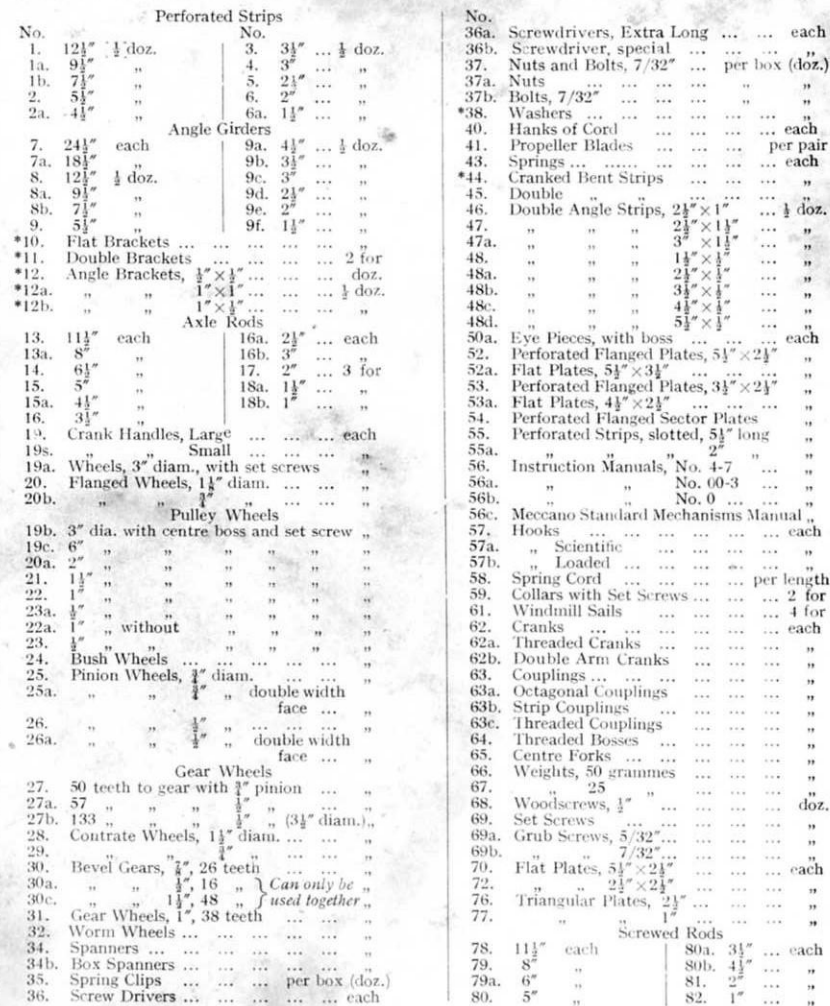 Perforated Strips
No. No.
1. 12½″ ½ doz. 3. 3½″ ... ½ doz.
1a. 9½″ „ 4. 3″ ... „
1b. 7½″ „ 5. 2½″ ... „
2. 5½″ „ 6. 2″ ... „
2a. 4½″ „ 6a. 1½″ ... „
Angle Girders
7. 24½″ each 9a. 4½″ ... ½ doz.
7a. 18½″ „ 9b. 3½″ ... „
8. 12½″ ½ doz. 9c. 3″ ... „
8a. 9½″ „ 9d. 2½″ ... „
8b. 7½″ „ 9e. 2″ ... „
9. 5½″ „ 9f. 1½″ ... „
*10. Flat Brackets ... ... ... ... ... „
*11. Double Brackets ... ... ... 2 for
*12. Angle Brackets, ½″ × ½″ ... ... ... doz.
*12a. „ „ 1″ × 1″ ... ... ... ½ doz.
*12b. „ „ 1″ × ½″ ... ... ... „
Axle Rods
13. 11½″ each 16a. 2½″ ... each
13a. 8″ „ 16b. 3″ ... „
14. 6½″ „ 17. 2″ ... 3 for
15. 5″ „ 18a. 1½″ ... „
15a. 4½″ „ 18b. 1″ ... „
16. 3½″ „
19. Crank Handles, Large ... ... ... each
19s. „ „ Small ... ... ... „
19a. Wheels, 3″ diam., with set screws „
20. Flanged Wheels, 1⅛″ diam. ... ... „
20b. „ „ ¾″ „ ... ... „
Pulley Wheels
19b. 3″ dia. with centre boss and set screw „
19c. 6″ „ „ „ „ „ „
20a. 2″ „ „ „ „ „ „
21. 1½″ „ „ „ „ „ „
22. 1″ „ „ „ „ „ „
23a. ½″ „ „ „ „ „ „
22a. 1″ „ without „ „ „ „
23. ½″ „ „ „ „ „ „
24. Bush Wheels ... ... ... ... ... „
25. Pinion Wheels, ¾″ diam. ... ... „
25a. „ „ ¾″ „ double width
face ... „
26. „ „ ½″ „ ... ... ... „
26a. „ „ ½″ „ double width
face ... „
Gear Wheels
27. 50 teeth to gear with ¾″ pinion ... „
27a. 57 „ „ „ ½″ „ ... „
27b. 133 „ „ „ ½″ „ (3½″ diam.) „
28. Contrate Wheels, 1½″ diam. ... ... „
29. „ „ ¾″ „ ... ... „
30. Bevel Gears, ⅞″, 26 teeth ... ... „
30a. „ „ ½″, 16 „ } Can only be „
30c. „ „ 1½″, 48 „ } used together „
31. Gear Wheels, 1″, 38 teeth ... ... „
32. Worm Wheels ... ... ... ... ... „
34. Spanners ... ... ... ... ... „
34b. Box Spanners ... ... ... ... ... „
35. Spring Clips ... ... per box (doz.)
36. Screw Drivers ... ... ... ... each
No.
36a. Screwdrivers, Extra Long ... ... each
36b. Screwdriver, special ... ... ... „
37. Nuts and Bolts, 7/32″ ... per box (doz.)
37a. Nuts ... ... ... ... „ „
37b. Bolts, 7/32″ ... ... ... „ „
*38. Washers ... ... ... ... ... „
40. Hanks of Cord ... ... ... ... each
41. Propeller Blades ... ... per pair
43. Springs ... ...... ... ... ... each
*44. Cranked Bent Strips ... ... ... „
45. Double „ „ ... ... ... „
46. Double Angle Strips, 2½″ × 1″ ... ½ doz.
47. „ „ „ 2½″ × 1½″ ... „
47a. „ „ „ 3″ × 1½″ ... „
48. „ „ „ 1½″ × ½″ ... „
48a. „ „ „ 2½″ × ½″ ... „
48b. „ „ „ 3½″ × ½″ ... „
48c. „ „ „ 4½″ × ½″ ... „
48d. „ „ „ 5½″ × ½″ ... „
50a. Eye Pieces, with boss ... ... ... each
52. Perforated Flanged Plates, 5½″ × 2½″ „
52a. Flat Plates, 5½″ × 3½″ ... ... ... „
53. Perforated Flanged Plates, 3½″ × 2½″ „
53a. Flat Plates, 4½″ × 2½″ ... ... ... „
54. Perforated Flanged Sector Plates „
55. Perforated Strips, slotted, 5½″ long „
55a. „ „ „ 2″ „
56. Instruction Manuals, No. 4-7 ... „
56a. „ „ No. 00-3 ... „
56b. „ „ No. 0 ... ... „
56c. Meccano Standard Mechanisms Manual „
57. Hooks ... ... ... ... ... each
57a. „ Scientific ... ... ... ... „
57b. „ Loaded ... ... ... ... „
58. Spring Cord ... ... ... ... per length
59. Collars with Set Screws ... ... ... 2 for
61. Windmill Sails ... ... ... ... 4 for
62. Cranks ... ... ... ... ... each
62a. Threaded Cranks ... ... ... ... „
62b. Double Arm Cranks ... ... ... „
63. Couplings ... ... ... ... ... „
63a. Octagonal Couplings ... ... ... „
63b. Strip Couplings ... ... ... ... „
63c. Threaded Couplings ... ... ... „
64. Threaded Bosses ... ... ... ... „
65. Centre Forks ... ... ... ... ... „
66. Weights, 50 grammes ... ... ... „
67. „ 25 „ ... ... ... „
68. Woodscrews, ½″ ... ... ... ... doz.
69. Set Screws ... ... ... ... ... „
69a. Grub Screws, 5/32″... ... ... ... „
69b. „ „ 7/32″... ... ... ... „
70. Flat Plates, 5½″ × 2½″ ... ... ... each
72. „ „ 2½″ × 2½″ ... ... ... „
76. Triangular Plates, 2½″ ... ... ... „
77. „ „ 1″ ... ... ... „
Screwed Rods
78. 11½″ each 80a. 3½″ ... each
79. 8″ „ 80b. 4½″ ... „
79a. 6″ „ 81. 2″ ... „
80. 5″ „ 82. 1″ ... „